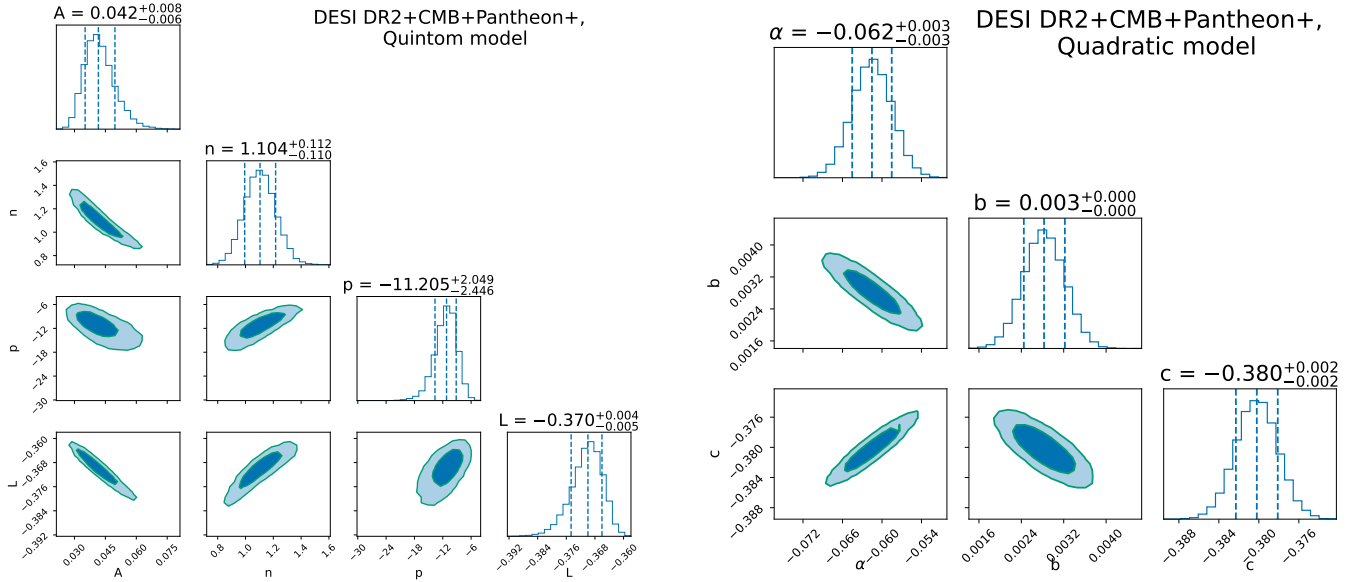 A = 0.042+0.008−0.006
DESI DR2+CMB+Pantheon+,
Quintom model
n = 1.104+0.112−0.110
n
1.6
1.4
1.2
1.0
0.8
p = −11.205+2.049−2.446
p
−6
−12
−18
−24
−30
L = −0.370+0.004−0.005
L
−0.360
−0.368
−0.376
−0.384
−0.392
0.030 0.045 0.060 0.075
A
0.8 1.0 1.2 1.4 1.6
n
−30 −24 −18 −12 −6
p
−0.392 −0.384 −0.376 −0.368 −0.360
L
DESI DR2+CMB+Pantheon+,
Quadratic model
α = −0.062+0.003−0.003
b = 0.003+0.000−0.000
b
0.0040
0.0032
0.0024
0.0016
c = −0.380+0.002−0.002
c
−0.376
−0.380
−0.384
−0.388
−0.072 −0.066 −0.060 −0.054
α
0.0016 0.0024 0.0032 0.0040
b
−0.388 −0.384 −0.380 −0.376
c